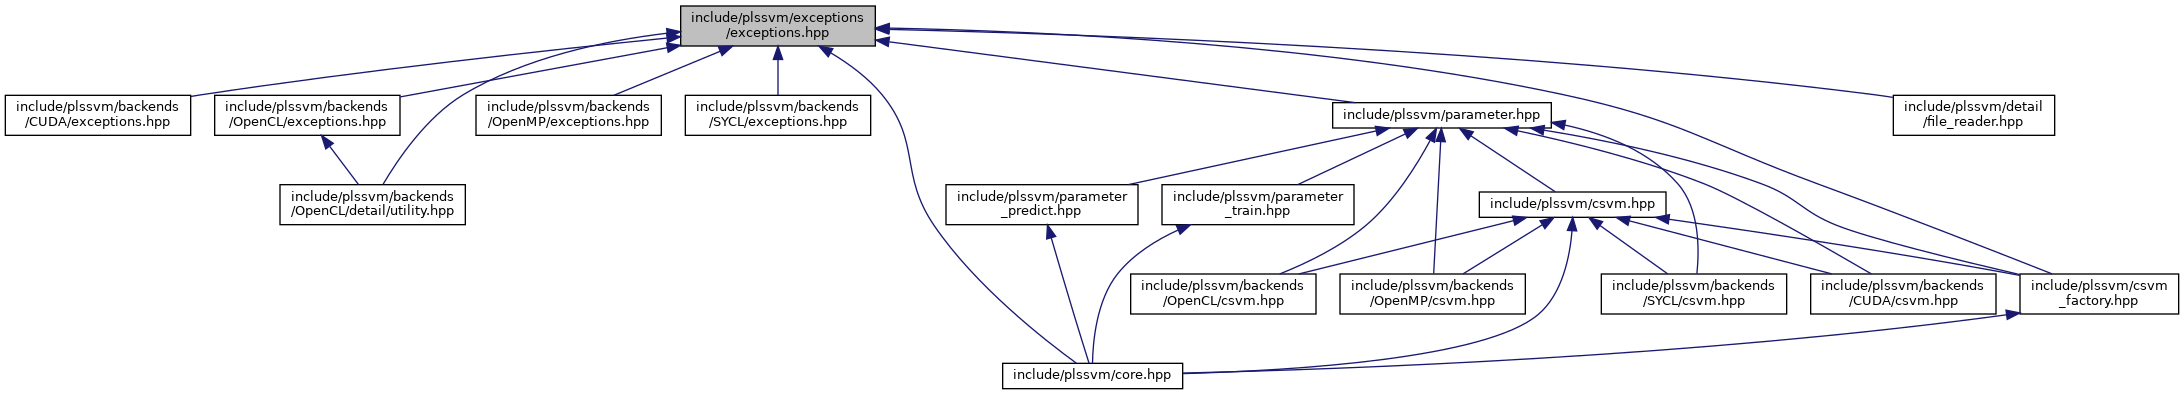 include/plssvm/exceptions
/exceptions.hpp
include/plssvm/backends
/CUDA/exceptions.hpp
include/plssvm/backends
/OpenCL/exceptions.hpp
include/plssvm/backends
/OpenMP/exceptions.hpp
include/plssvm/backends
/SYCL/exceptions.hpp
include/plssvm/parameter.hpp
include/plssvm/detail
/file_reader.hpp
include/plssvm/backends
/OpenCL/detail/utility.hpp
include/plssvm/parameter
_predict.hpp
include/plssvm/parameter
_train.hpp
include/plssvm/csvm.hpp
include/plssvm/backends
/OpenCL/csvm.hpp
include/plssvm/backends
/OpenMP/csvm.hpp
include/plssvm/backends
/SYCL/csvm.hpp
include/plssvm/backends
/CUDA/csvm.hpp
include/plssvm/csvm
_factory.hpp
include/plssvm/core.hpp